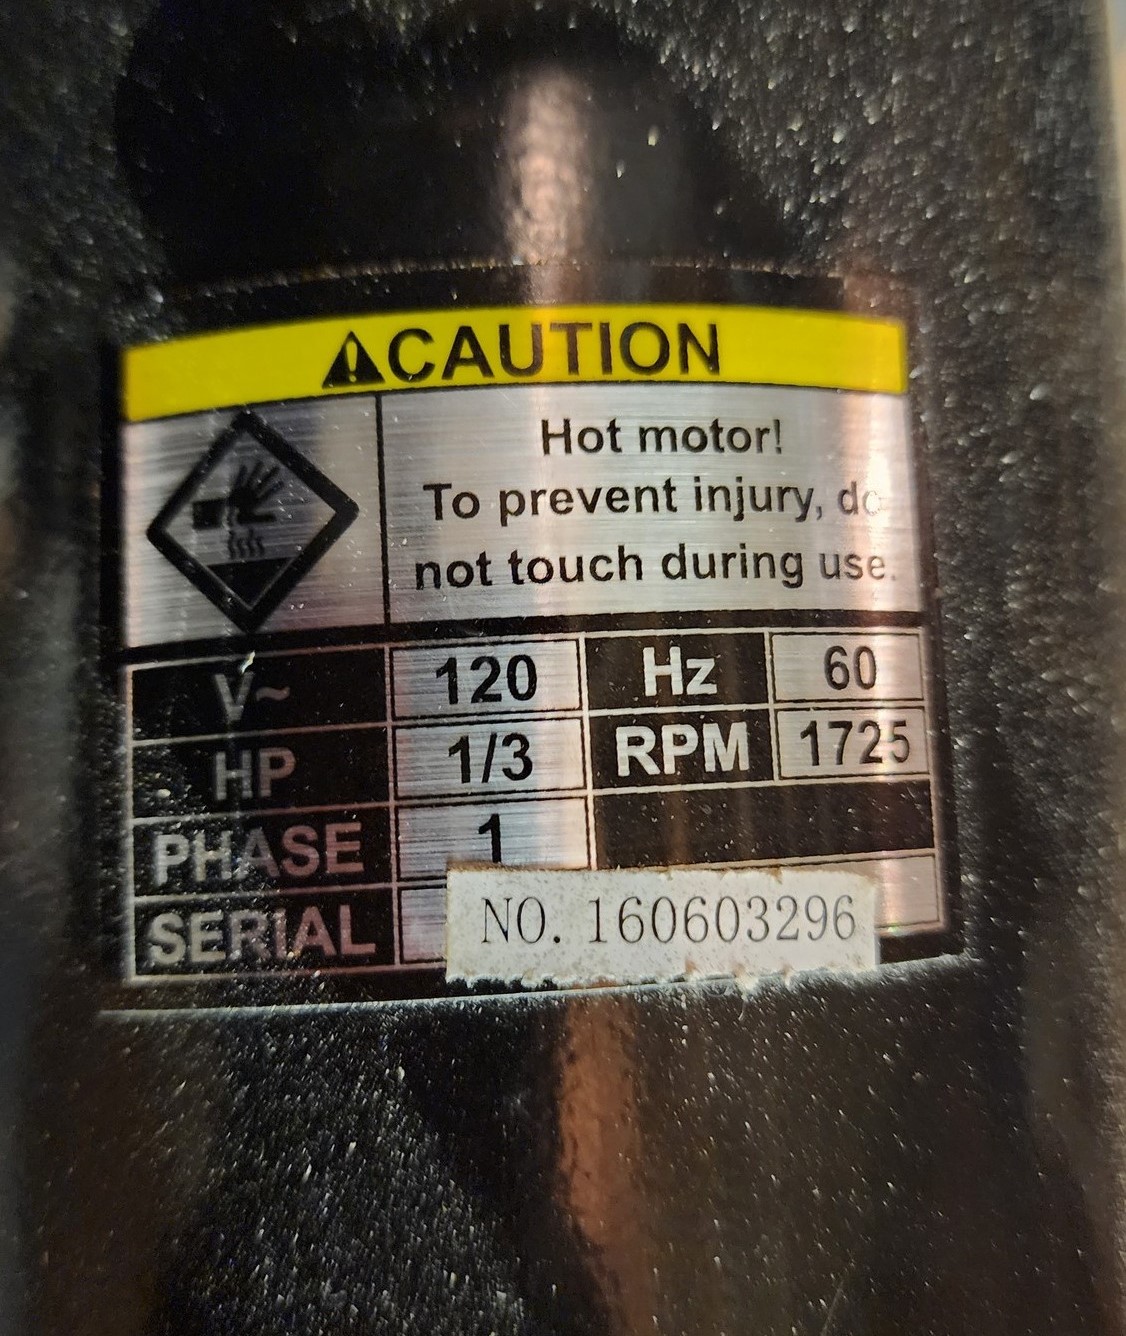 CAUTION
Hot motor!
To prevent injury, do
not touch during use.
V~ 120 Hz 60
HP 1/3 RPM 1725
PHASE 1
SERIAL NO. 160603296